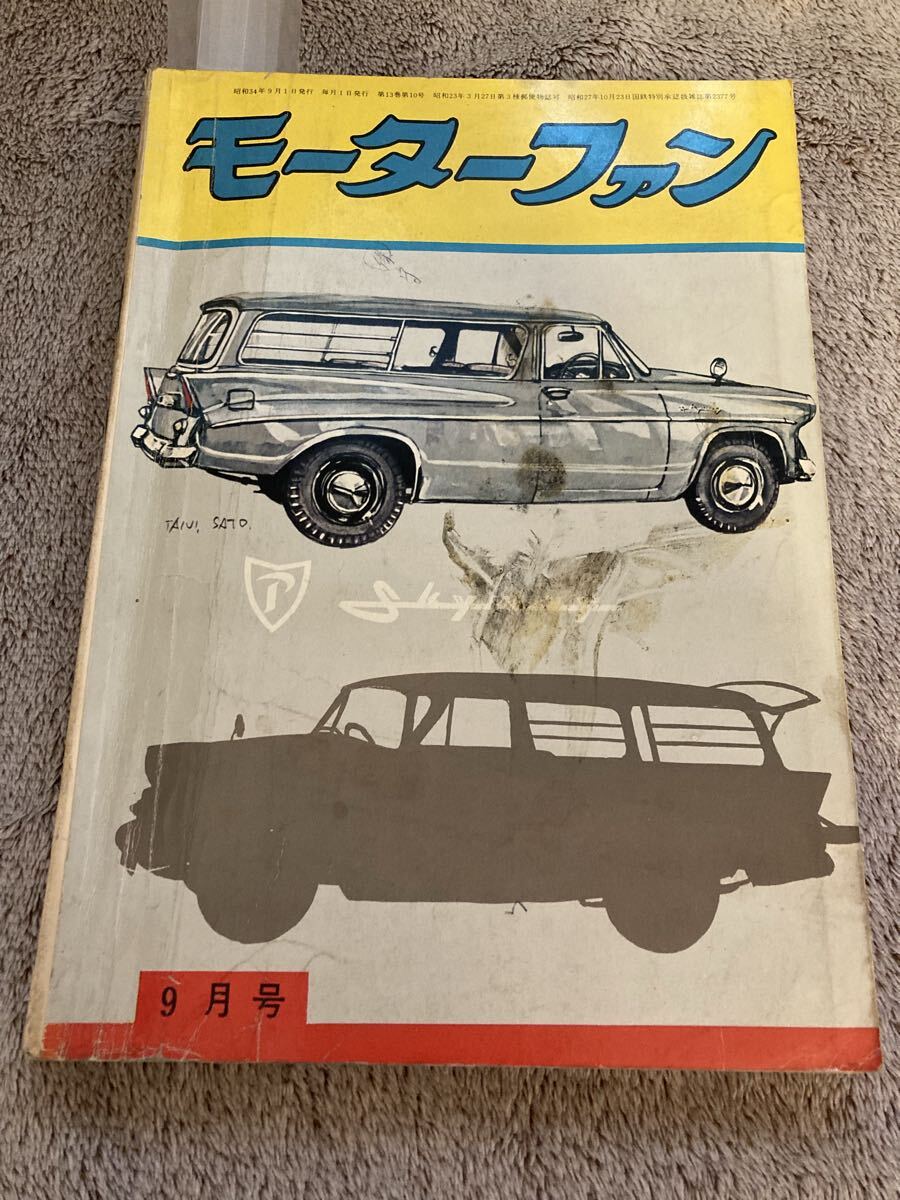 昭和34年9月1日発行 毎月1日発行 第13巻第10号 昭和23年3月27日第3種郵便物認可 昭和27年10月23日国鉄特別承認扱雑誌第2377号
モーターファン
TAIJI, SATO.
P
Skyway
9月号